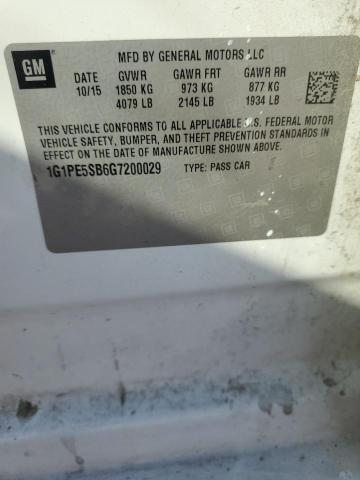 GM
MFD BY GENERAL MOTORS LLC
DATE GVWR GAWR FRT GAWR RR
10/15 1850 KG 973 KG 877 KG
4079 LB 2145 LB 1934 LB
THIS VEHICLE CONFORMS TO ALL APPLICABLE U.S. FEDERAL MOTOR
VEHICLE SAFETY, BUMPER, AND THEFT PREVENTION STANDARDS IN
EFFECT ON THE DATE OF MANUFACTURE SHOWN ABOVE.
1G1PE5SB6G7200029 TYPE: PASS CAR